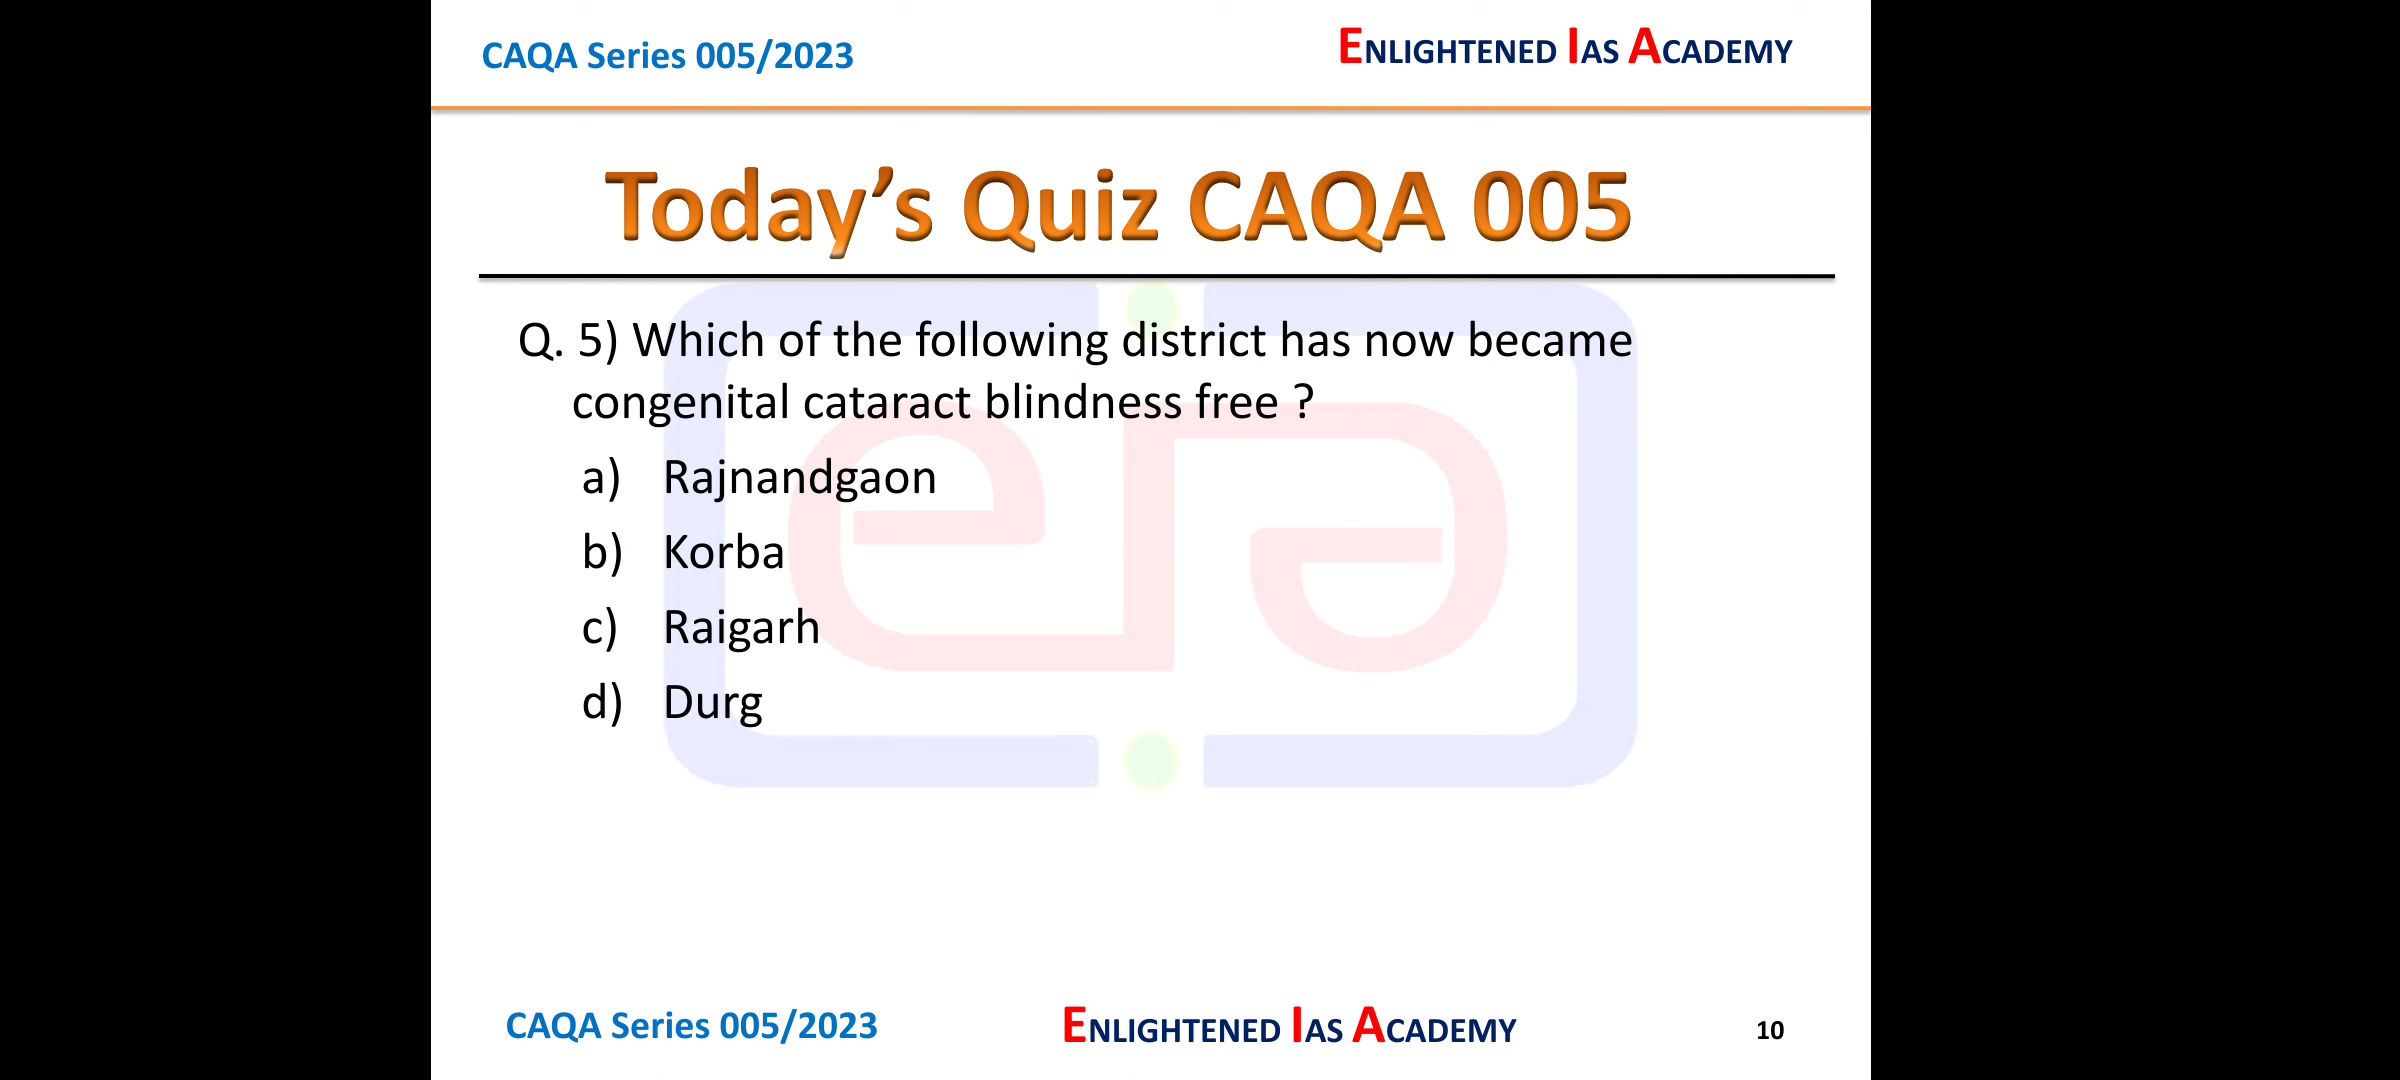 CAQA Series 005/2023
ENLIGHTENED IAS ACADEMY
Today’s Quiz CAQA 005
Q. 5) Which of the following district has now became
congenital cataract blindness free ?
a) Rajnandgaon
b) Korba
c) Raigarh
d) Durg
CAQA Series 005/2023
ENLIGHTENED IAS ACADEMY
10